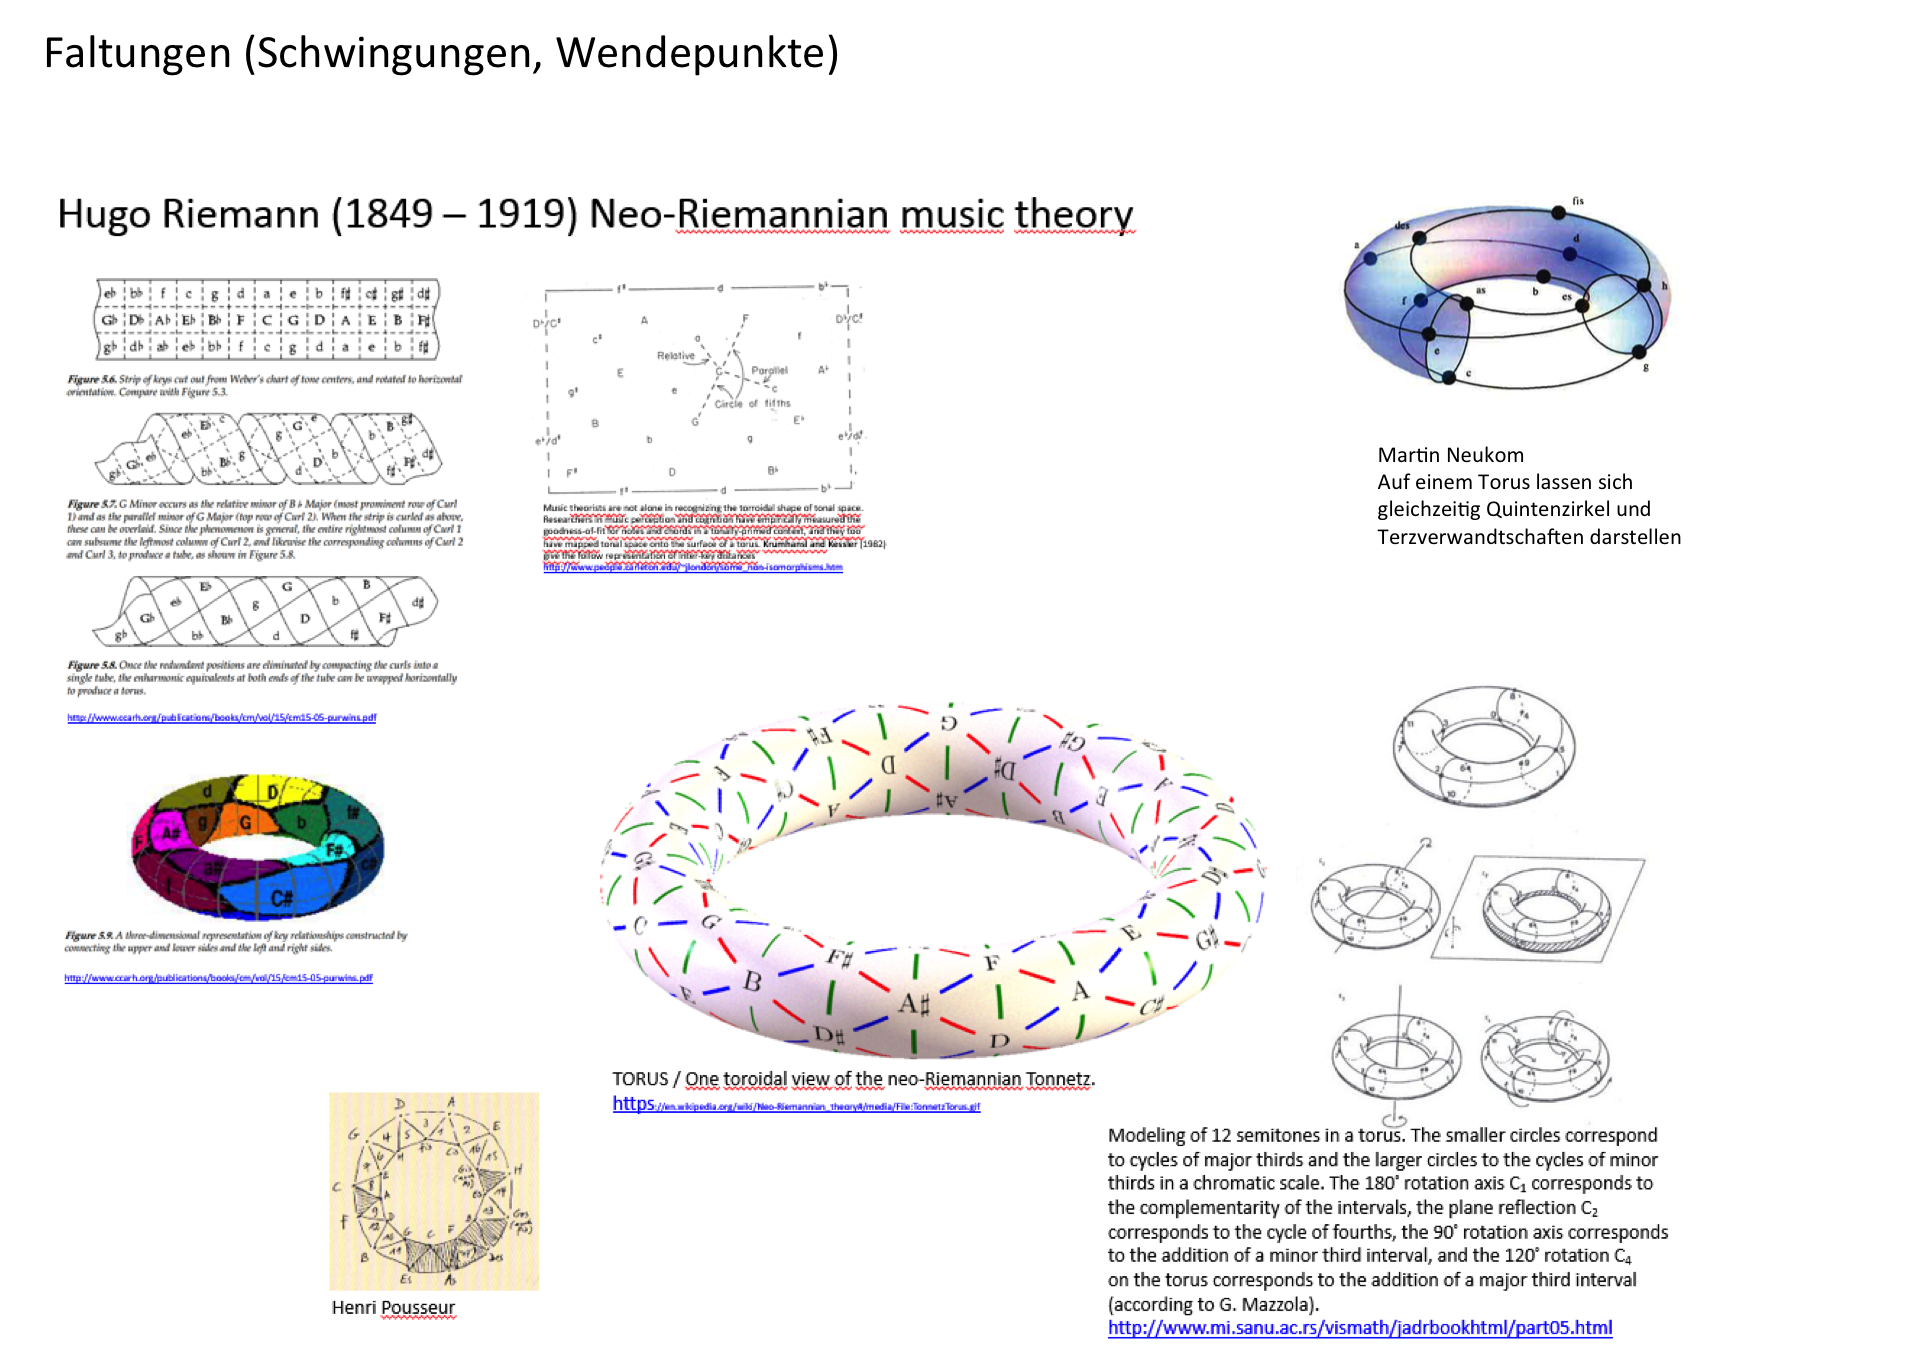 Faltungen (Schwingungen, Wendepunkte)
Hugo Riemann (1849 – 1919) Neo-Riemannian music theory
e♭ b♭ f c g d a e b f♯ c♯ g♯ d♯
G♭ D♭ A♭ E♭ B♭ F C G D A E B F♯
g♭ d♭ a♭ e♭ b♭ f c g d a e b f♯
Figure 5.6. Strip of keys cut out from Weber's chart of tone centers, and rotated to horizontal
orientation. Compare with Figure 5.3.
Figure 5.7. G Minor occurs as the relative minor of B♭ Major (most prominent row of Curl
1) and as the parallel minor of G Major (top row of Curl 2). When the strip is curled as above,
these can be overlaid. Since the phenomenon is general, the entire rightmost column of Curl 1
can subsume the leftmost column of Curl 2, and likewise the corresponding columns of Curl 2
and Curl 3, to produce a tube, as shown in Figure 5.8.
E♭ G B
e♭ g b d♯
G♭ B♭ D F♯
g♭ b♭ d f♯
Figure 5.8. Once the redundant positions are eliminated by compacting the curls into a
single tube, the enharmonic equivalents at both ends of the tube can be wrapped horizontally
to produce a torus.
http://www.ccarh.org/publications/books/cm/vol/15/cm15-05-purwins.pdf
d D
A# g G b f#
F F# c#
a#
f C#
Figure 5.9. A three-dimensional representation of key relationships constructed by
connecting the upper and lower sides and the left and right sides.
http://www.ccarh.org/publications/books/cm/vol/15/cm15-05-purwins.pdf
f♯ d b♭
D♭/C♯ A F D♭/C♯
c♯ a f
Relative
E C Parallel A♭
g♯ e c
Circle of fifths
B G E♭
e♭/d♯ b g e♭/d♯
F♯ D B♭
f♯ d b♭
Music theorists are not alone in recognizing the toroidal shape of tonal space.
Researchers in music perception and cognition have empirically measured the
goodness-of-fit for notes and chords in a tonally-primed context, and they too
have mapped tonal space onto the surface of a torus. Krumhansl and Kessler (1982)
give the follow representation of inter-key distances
http://www.people.carleton.edu/~jlondon/some_non-isomorphisms.htm
fis
des
a d
as b es h
f
e g
c
Martin Neukom
Auf einem Torus lassen sich
gleichzeitig Quintenzirkel und
Terzverwandtschaften darstellen
G
F# G#
D D#
A A# B
C G
F# F E G#
E B A
A# C#
D# D
TORUS / One toroidal view of the neo-Riemannian Tonnetz.
https://en.wikipedia.org/wiki/Neo-Riemannian_theory#/media/File:TonnetzTorus.gif
D A
G E
H
C
F
B
Es As Des
Henri Pousseur
Modeling of 12 semitones in a torus. The smaller circles correspond
to cycles of major thirds and the larger circles to the cycles of minor
thirds in a chromatic scale. The 180˚ rotation axis C₁ corresponds to
the complementarity of the intervals, the plane reflection C₂
corresponds to the cycle of fourths, the 90˚ rotation axis corresponds
to the addition of a minor third interval, and the 120˚ rotation C₄
on the torus corresponds to the addition of a major third interval
(according to G. Mazzola).
http://www.mi.sanu.ac.rs/vismath/jadrbookhtml/part05.html